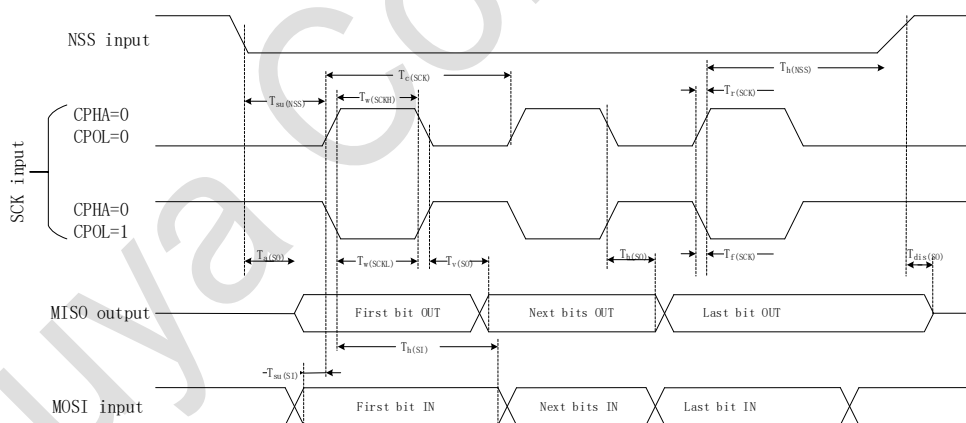 NSS input
Tc(SCK)
Th(NSS)
Tsu(NSS)
Tw(SCKH)
Tr(SCK)
CPHA=0
CPOL=0
SCK input
CPHA=0
CPOL=1
Ta(SO)
Tw(SCKL)
Tv(SO)
Th(SO)
Tf(SCK)
Tdis(SO)
MISO output
First bit OUT
Next bits OUT
Last bit OUT
Th(SI)
Tsu(SI)
MOSI input
First bit IN
Next bits IN
Last bit IN